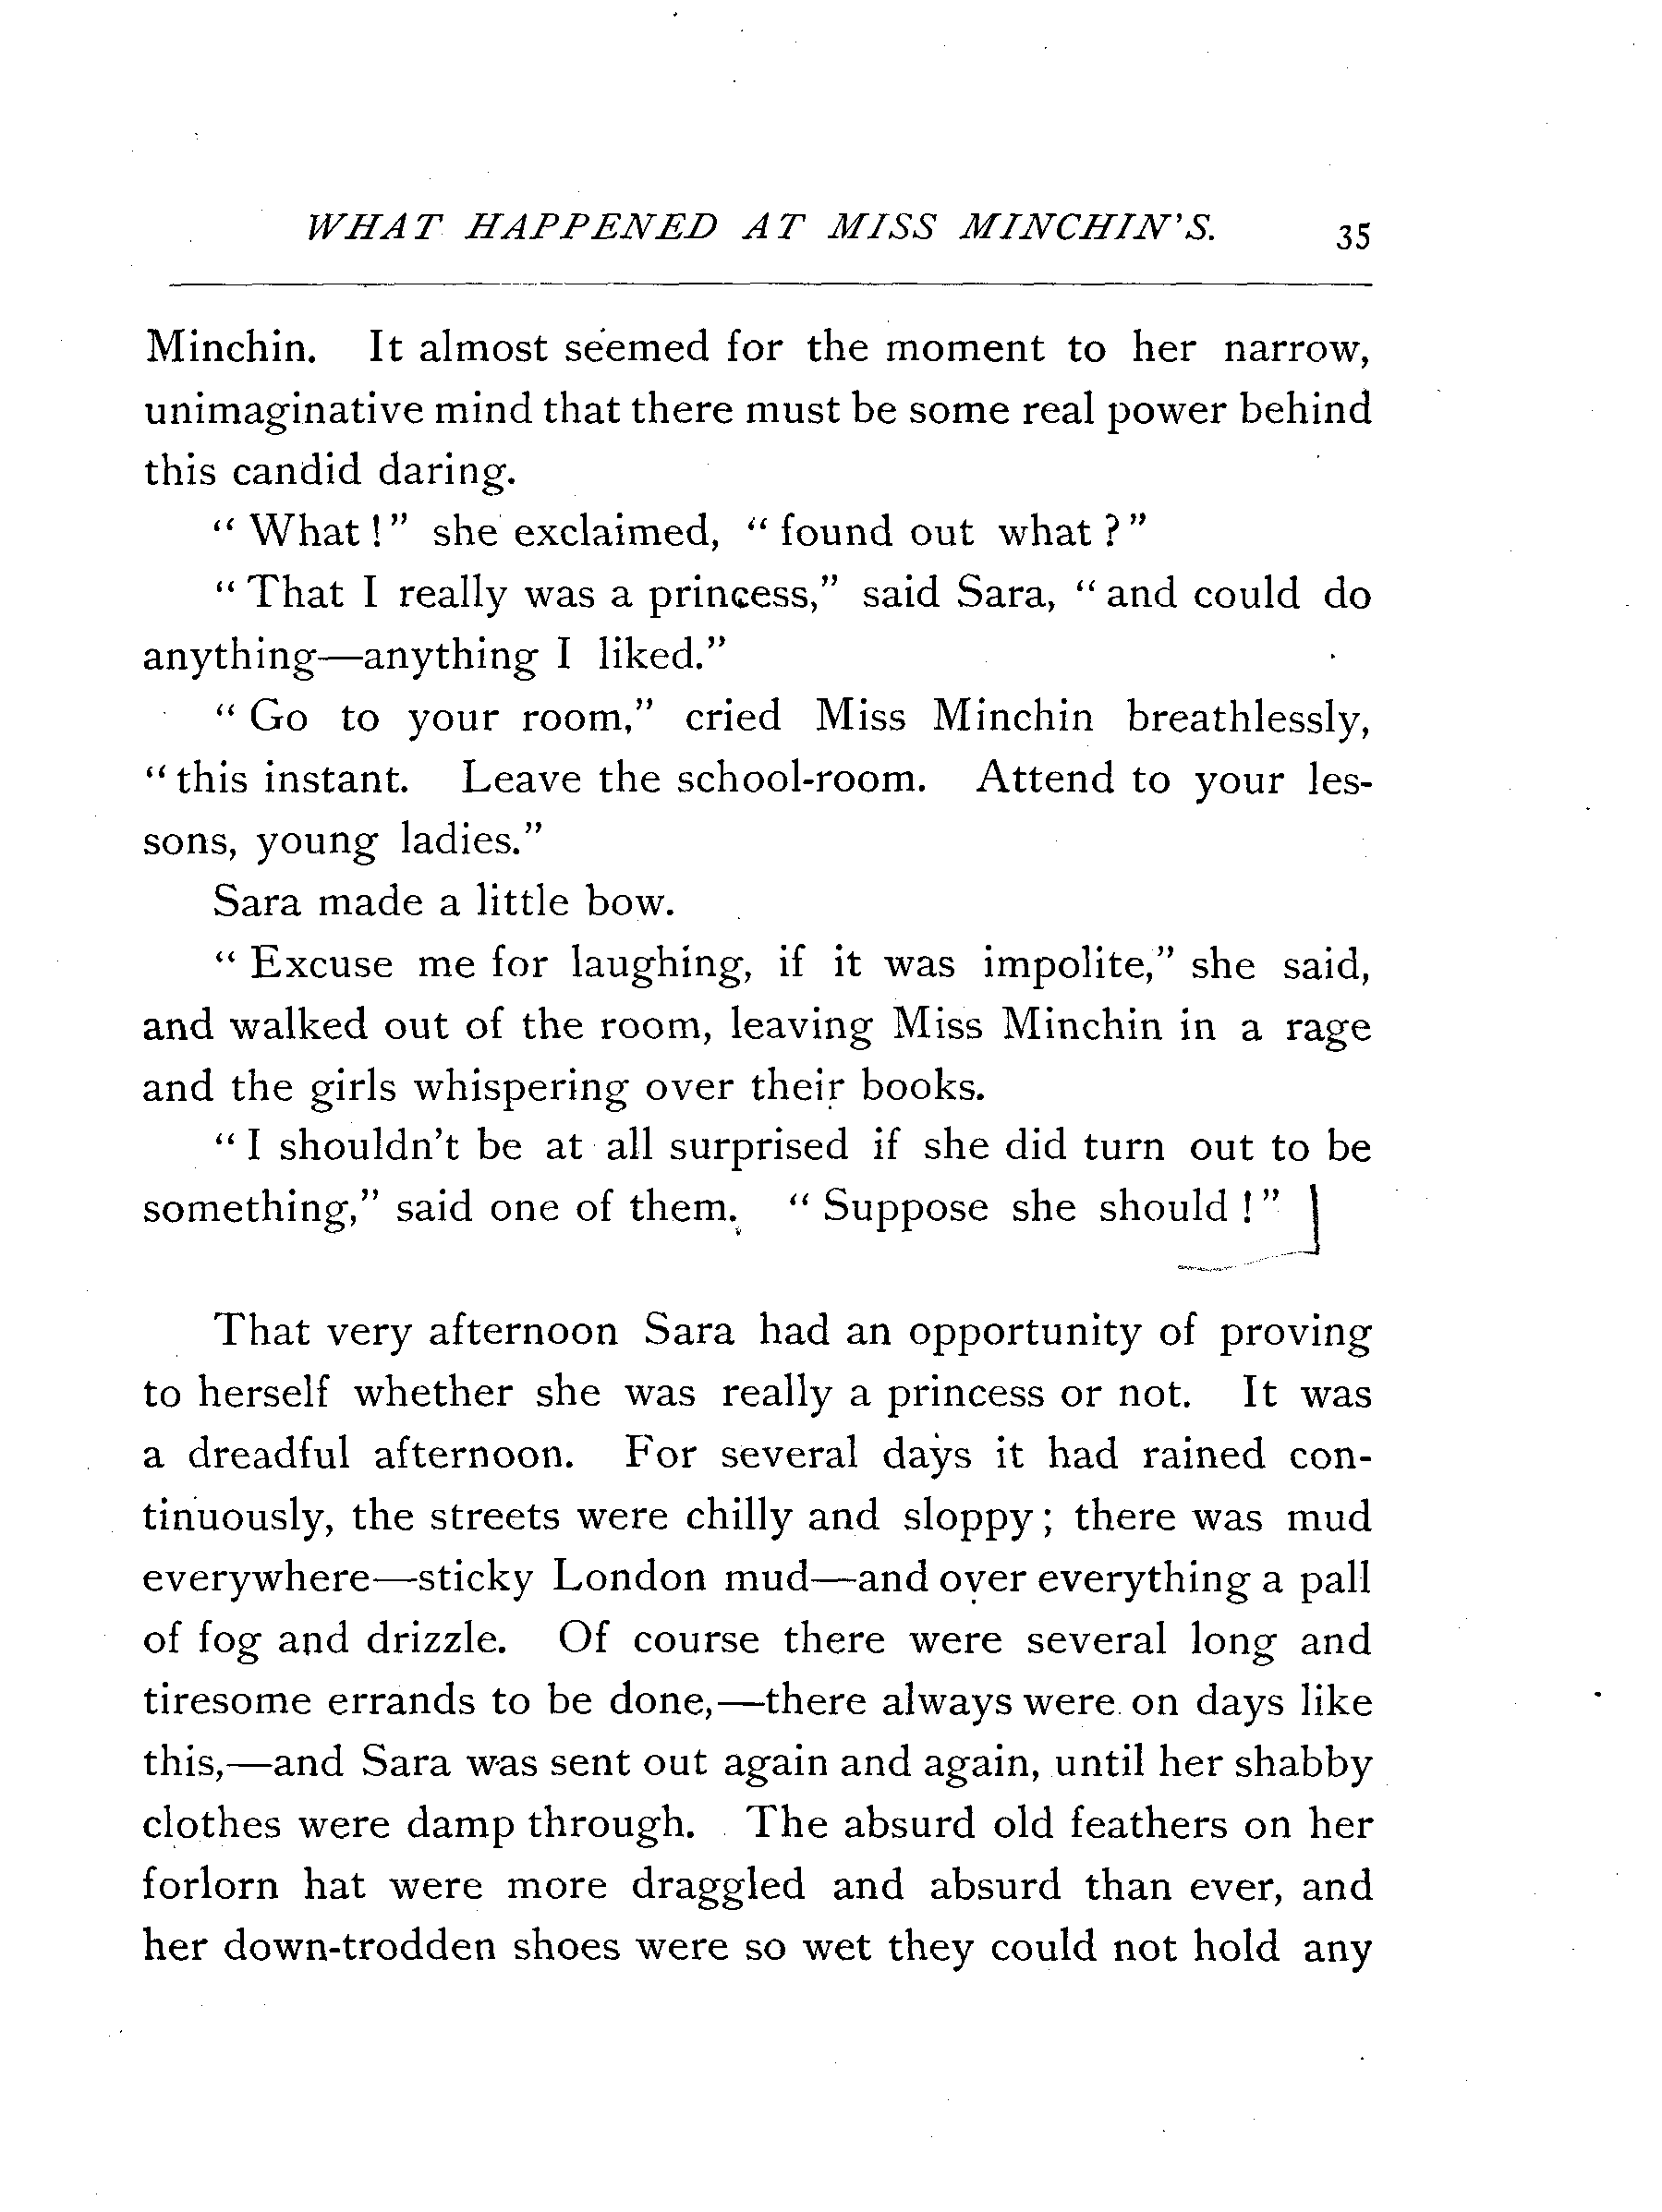 WHAT HAPPENED AT MISS MINCHIN'S. 35
Minchin. It almost seemed for the moment to her narrow,
unimaginative mind that there must be some real power behind
this candid daring.
“ What ! ” she exclaimed, “ found out what ? ”
“ That I really was a princess,” said Sara, “ and could do
anything—anything I liked.”
“ Go to your room,” cried Miss Minchin breathlessly,
“ this instant. Leave the school-room. Attend to your les-
sons, young ladies.”
Sara made a little bow.
“ Excuse me for laughing, if it was impolite,” she said,
and walked out of the room, leaving Miss Minchin in a rage
and the girls whispering over their books.
“ I shouldn't be at all surprised if she did turn out to be
something,” said one of them. “ Suppose she should ! ”
That very afternoon Sara had an opportunity of proving
to herself whether she was really a princess or not. It was
a dreadful afternoon. For several days it had rained con-
tinuously, the streets were chilly and sloppy ; there was mud
everywhere—sticky London mud—and over everything a pall
of fog and drizzle. Of course there were several long and
tiresome errands to be done,—there always were on days like
this,—and Sara was sent out again and again, until her shabby
clothes were damp through. The absurd old feathers on her
forlorn hat were more draggled and absurd than ever, and
her down-trodden shoes were so wet they could not hold any